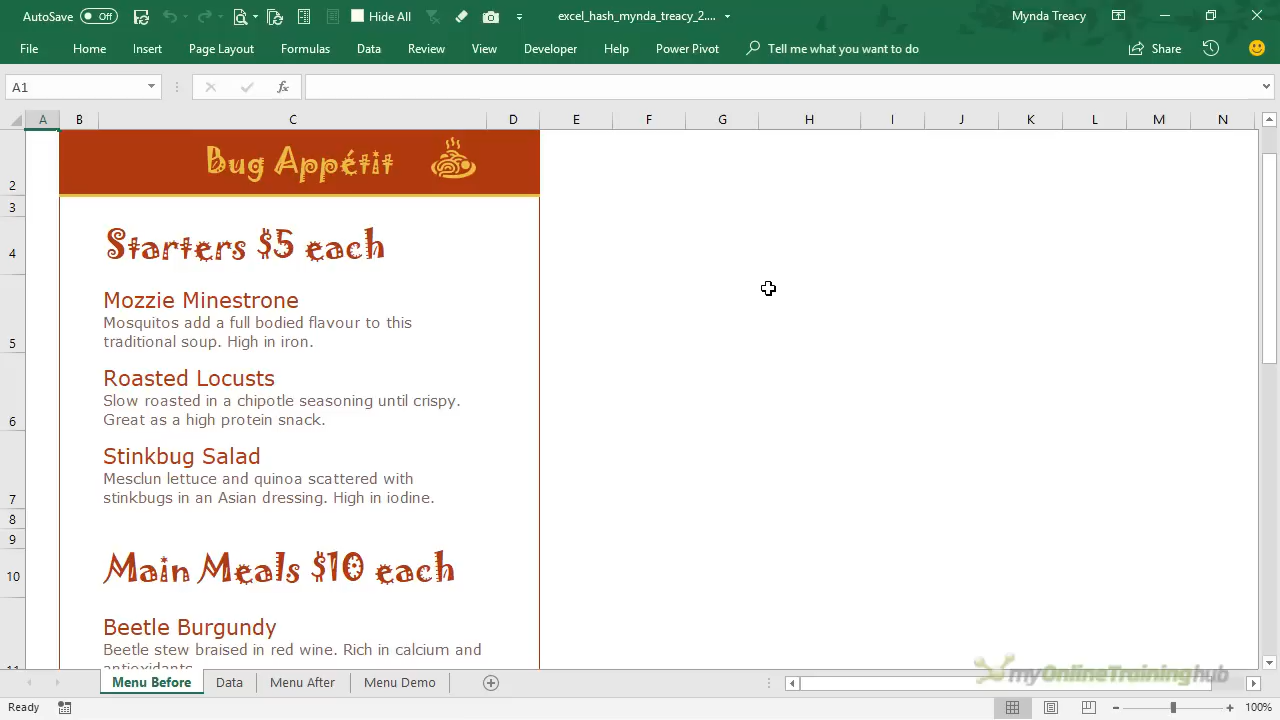 AutoSave Off Hide All excel_hash_mynda_treacy_2.... Mynda Treacy
File Home Insert Page Layout Formulas Data Review View Developer Help Power Pivot Tell me what you want to do Share
A1 fx
A B C D E F G H I J K L M N
2 Bug Appétit
3
4 Starters $5 each
Mozzie Minestrone
Mosquitos add a full bodied flavour to this
5 traditional soup. High in iron.
Roasted Locusts
Slow roasted in a chipotle seasoning until crispy.
6 Great as a high protein snack.
Stinkbug Salad
Mesclun lettuce and quinoa scattered with
7 stinkbugs in an Asian dressing. High in iodine.
8
9
10 Main Meals $10 each
Beetle Burgundy
Beetle stew braised in red wine. Rich in calcium and
11 antioxidants
myOnlineTraininghub
Menu Before Data Menu After Menu Demo
Ready 100%